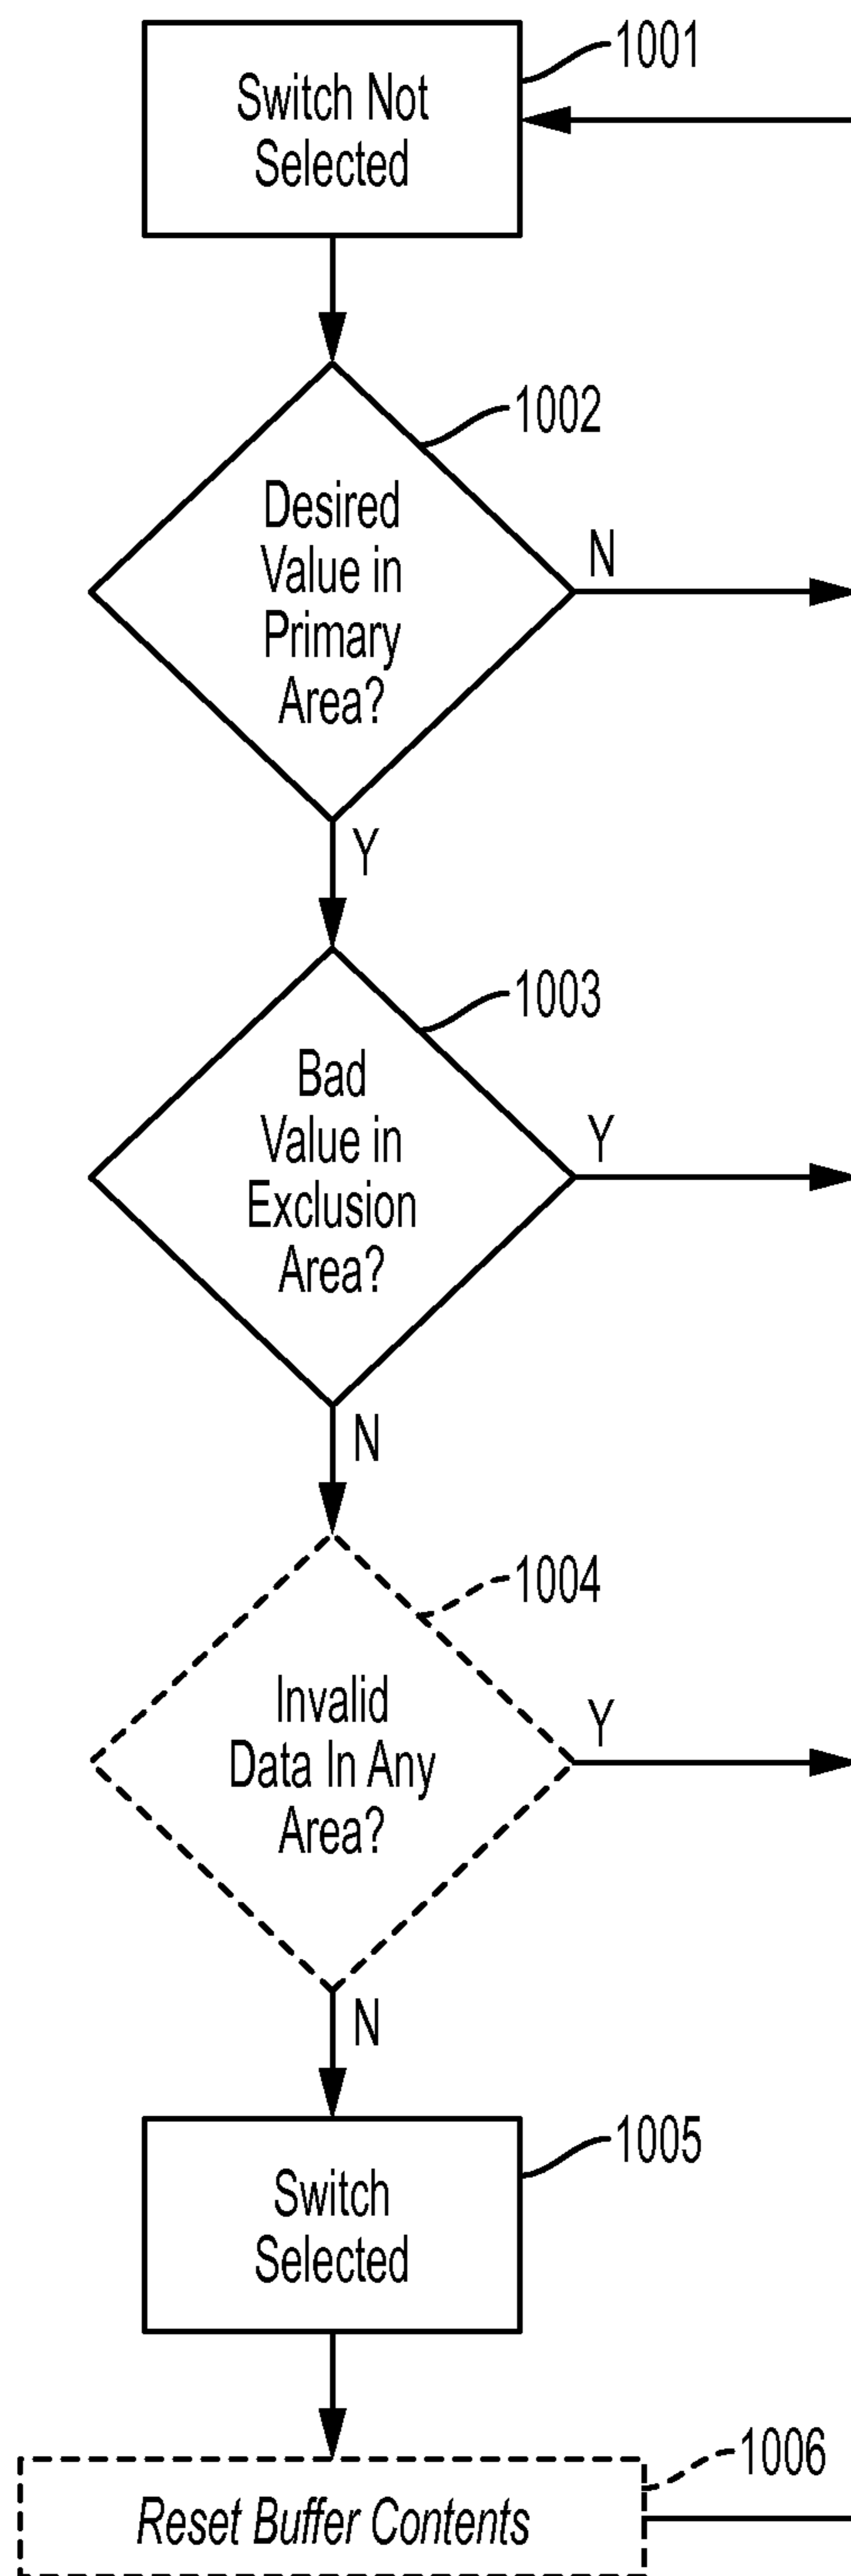 1001
Switch Not
Selected
1002
Desired
Value in
Primary
Area?
N
Y
1003
Bad
Value in
Exclusion
Area?
Y
N
1004
Invalid
Data In Any
Area?
Y
N
1005
Switch
Selected
1006
Reset Buffer Contents